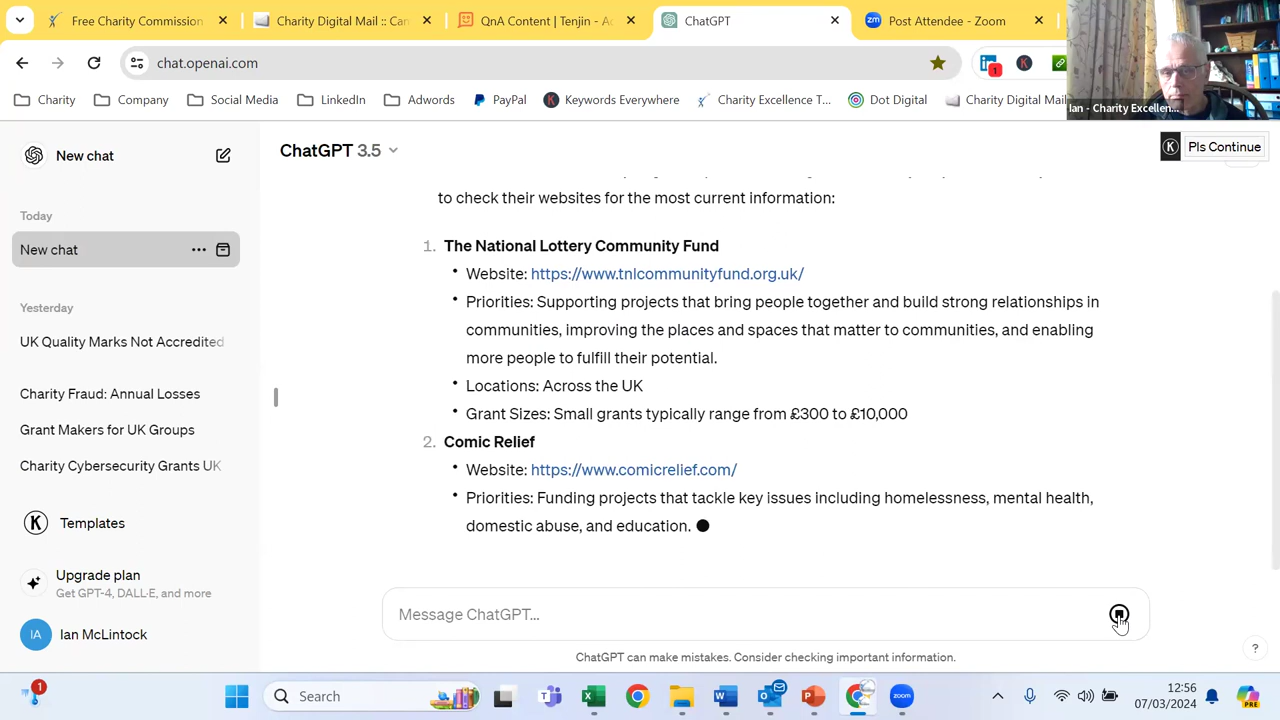 Free Charity Commission
Charity Digital Mail :: Can
QnA Content | Tenjin - Ac
ChatGPT
zm
Post Attendee - Zoom
chat.openai.com
1
K
Charity
Company
Social Media
LinkedIn
Adwords
PayPal
Keywords Everywhere
Charity Excellence T...
Dot Digital
Charity Digital Mail
Ian - Charity Excellen...
New chat
ChatGPT 3.5
K
Pls Continue
Today
New chat
Yesterday
UK Quality Marks Not Accredited
Charity Fraud: Annual Losses
Grant Makers for UK Groups
Charity Cybersecurity Grants UK
K
Templates
Upgrade plan
Get GPT-4, DALL·E, and more
IA
Ian McLintock
to check their websites for the most current information:
1. The National Lottery Community Fund
• Website: https://www.tnlcommunityfund.org.uk/
• Priorities: Supporting projects that bring people together and build strong relationships in
communities, improving the places and spaces that matter to communities, and enabling
more people to fulfill their potential.
• Locations: Across the UK
• Grant Sizes: Small grants typically range from £300 to £10,000
2. Comic Relief
• Website: https://www.comicrelief.com/
• Priorities: Funding projects that tackle key issues including homelessness, mental health,
domestic abuse, and education.
Message ChatGPT...
ChatGPT can make mistakes. Consider checking important information.
?
1
Search
zoom
12:56
07/03/2024
PRE